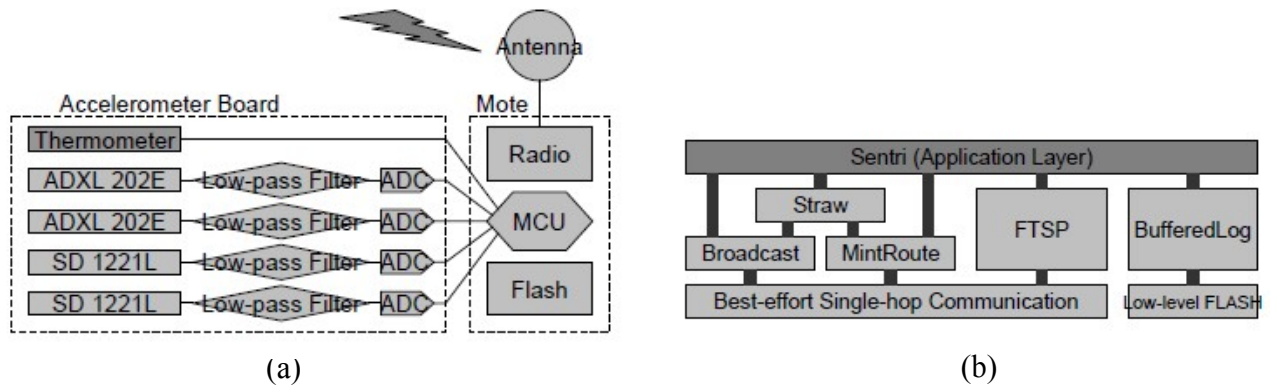 Antenna
Accelerometer Board
Mote
Thermometer
Radio
ADXL 202E Low-pass Filter ADC
ADXL 202E Low-pass Filter ADC
MCU
SD 1221L Low-pass Filter ADC
SD 1221L Low-pass Filter ADC
Flash
(a)
Sentri (Application Layer)
Straw
FTSP
BufferedLog
Broadcast
MintRoute
Best-effort Single-hop Communication
Low-level FLASH
(b)